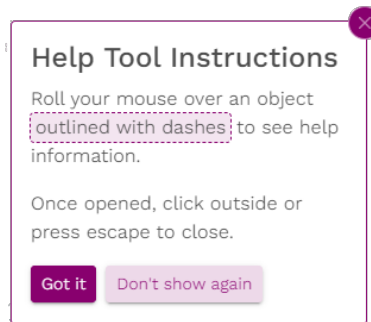 Help Tool Instructions
Roll your mouse over an object
outlined with dashes to see help
information.
Once opened, click outside or
press escape to close.
Got it Don't show again